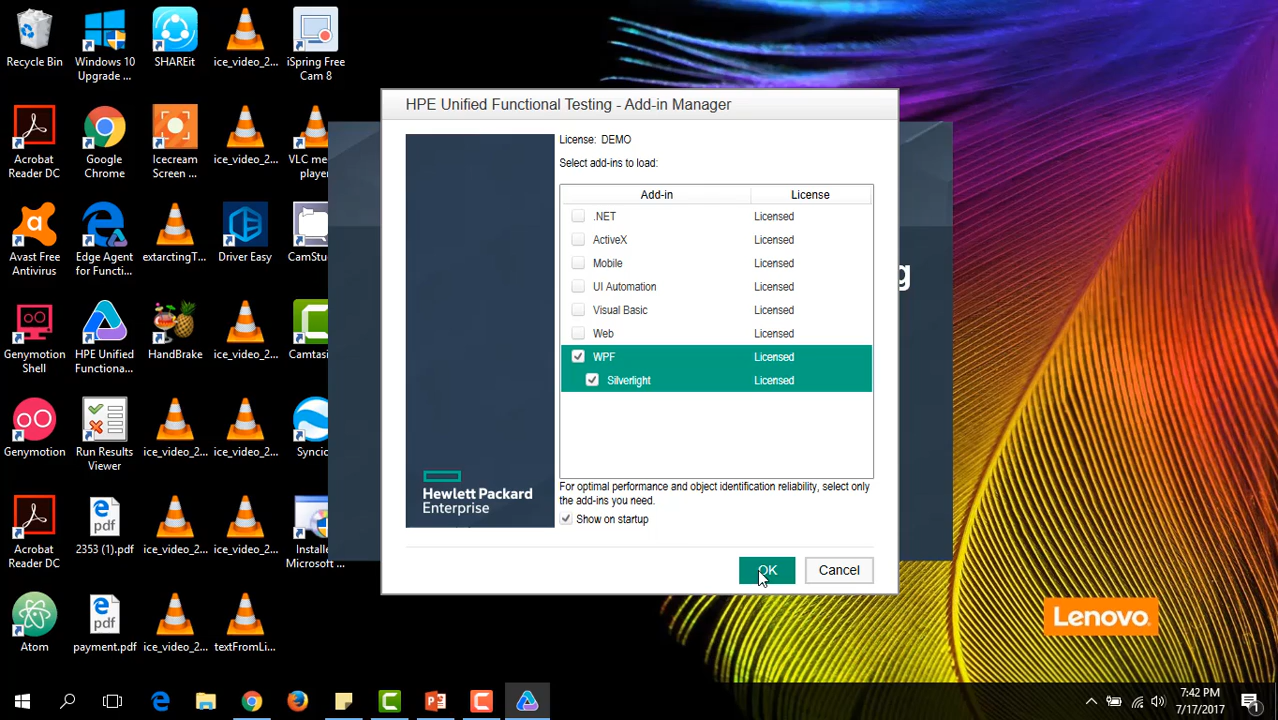 Recycle Bin
Windows 10
Upgrade ...
SHAREit
ice_video_2...
iSpring Free
Cam 8
Acrobat
Reader DC
Google
Chrome
Icecream
Screen ...
ice_video_2...
VLC me...
player
Avast Free
Antivirus
Edge Agent
for Functi...
extarctingT...
Driver Easy
CamStu
Genymotion
Shell
HPE Unified
Functiona...
HandBrake
ice_video_2...
Camtasi
Genymotion
Run Results
Viewer
ice_video_2...
ice_video_2...
Syncio
Acrobat
Reader DC
2353 (1).pdf
ice_video_2...
ice_video_2...
Installe
Microsoft ...
Atom
payment.pdf
ice_video_2...
textFromLi...
HPE Unified Functional Testing - Add-in Manager
License: DEMO
Select add-ins to load:
Add-in License
.NET Licensed
ActiveX Licensed
Mobile Licensed
UI Automation Licensed
Visual Basic Licensed
Web Licensed
WPF Licensed
Silverlight Licensed
For optimal performance and object identification reliability, select only
the add-ins you need.
Show on startup
Hewlett Packard
Enterprise
OK Cancel
g
Lenovo.
7:42 PM
7/17/2017
1